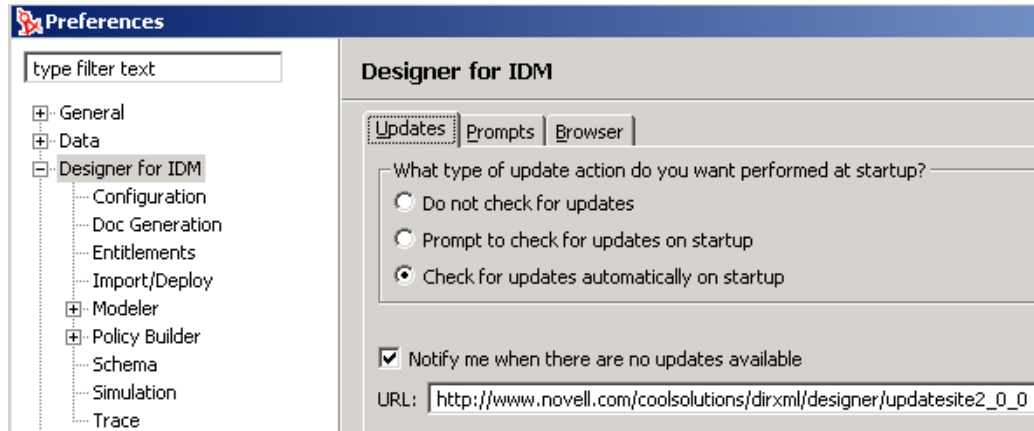 Preferences
type filter text
General
Data
Designer for IDM
Configuration
Doc Generation
Entitlements
Import/Deploy
Modeler
Policy Builder
Schema
Simulation
Trace
Designer for IDM
Updates Prompts Browser
What type of update action do you want performed at startup?
Do not check for updates
Prompt to check for updates on startup
Check for updates automatically on startup
Notify me when there are no updates available
URL: http://www.novell.com/coolsolutions/dirxml/designer/updatesite2_0_0